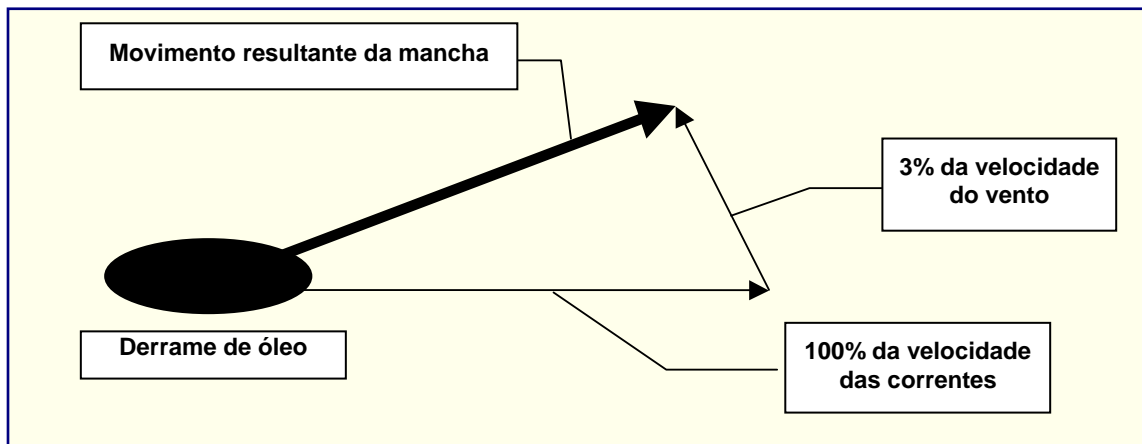 Movimento resultante da mancha
3% da velocidade
do vento
Derrame de óleo
100% da velocidade
das correntes